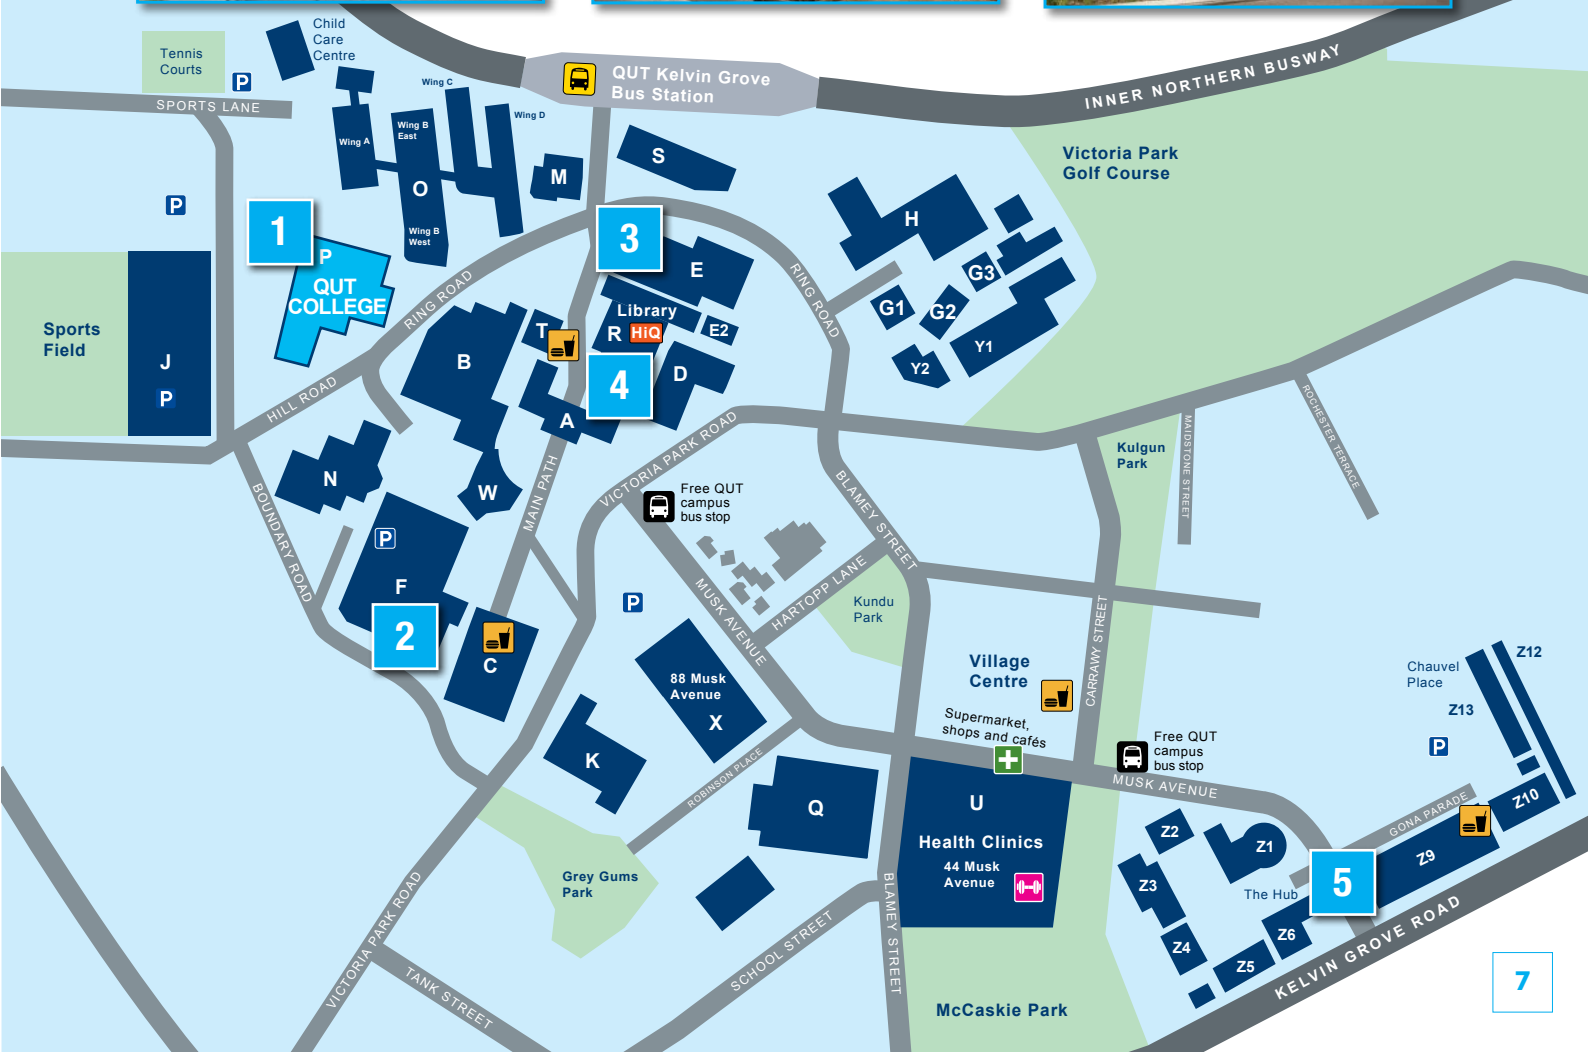 Child
Care
Centre
Tennis
Courts
P
SPORTS LANE
Wing C
Wing D
Wing A
Wing B
East
O
Wing B
West
M
QUT Kelvin Grove
Bus Station
INNER NORTHERN BUSWAY
S
Victoria Park
Golf Course
P
1
P
QUT
COLLEGE
3
E
H
G3
G1
G2
Y1
Y2
RING ROAD
RING ROAD
Sports
Field
J
P
HILL ROAD
B
T
Library
R
HiQ
E2
D
4
A
VICTORIA PARK ROAD
MAIN PATH
N
W
BOUNDARY ROAD
P
F
2
C
Free QUT
campus
bus stop
MUSK AVENUE
HARTOPP LANE
BLAMEY STREET
Kulgun
Park
MAIDSTONE STREET
ROCHESTER TERRACE
P
Kundu
Park
CARRAWY STREET
Village
Centre
Supermarket,
shops and cafés
88 Musk
Avenue
X
K
ROBINSON PLACE
Q
U
Health Clinics
44 Musk
Avenue
Free QUT
campus
bus stop
MUSK AVENUE
Chauvel
Place
Z12
Z13
P
GONA PARADE
Z10
Z9
Z2
Z1
Z3
The Hub
5
Z4
Z6
Z5
KELVIN GROVE ROAD
Grey Gums
Park
VICTORIA PARK ROAD
TANK STREET
SCHOOL STREET
BLAMEY STREET
McCaskie Park
7